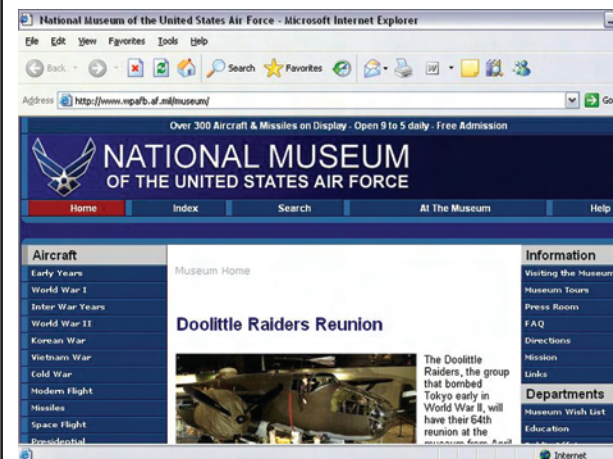 National Museum of the United States Air Force - Microsoft Internet Explorer
File Edit View Favorites Tools Help
Back Search Favorites
Address http://www.wpafb.af.mil/museum/ Go
Over 300 Aircraft & Missiles on Display - Open 9 to 5 daily - Free Admission
NATIONAL MUSEUM
OF THE UNITED STATES AIR FORCE
Home Index Search At The Museum Help
Aircraft
Early Years
World War I
Inter War Years
World War II
Korean War
Vietnam War
Cold War
Modern Flight
Missiles
Space Flight
Presidential
Museum Home
Doolittle Raiders Reunion
The Doolittle
Raiders, the group
that bombed
Tokyo early in
World War II, will
have their 64th
reunion at the
museum from April
Information
Visiting the Museum
Museum Tours
Press Room
FAQ
Directions
Mission
Links
Departments
Museum Wish List
Education
Internet